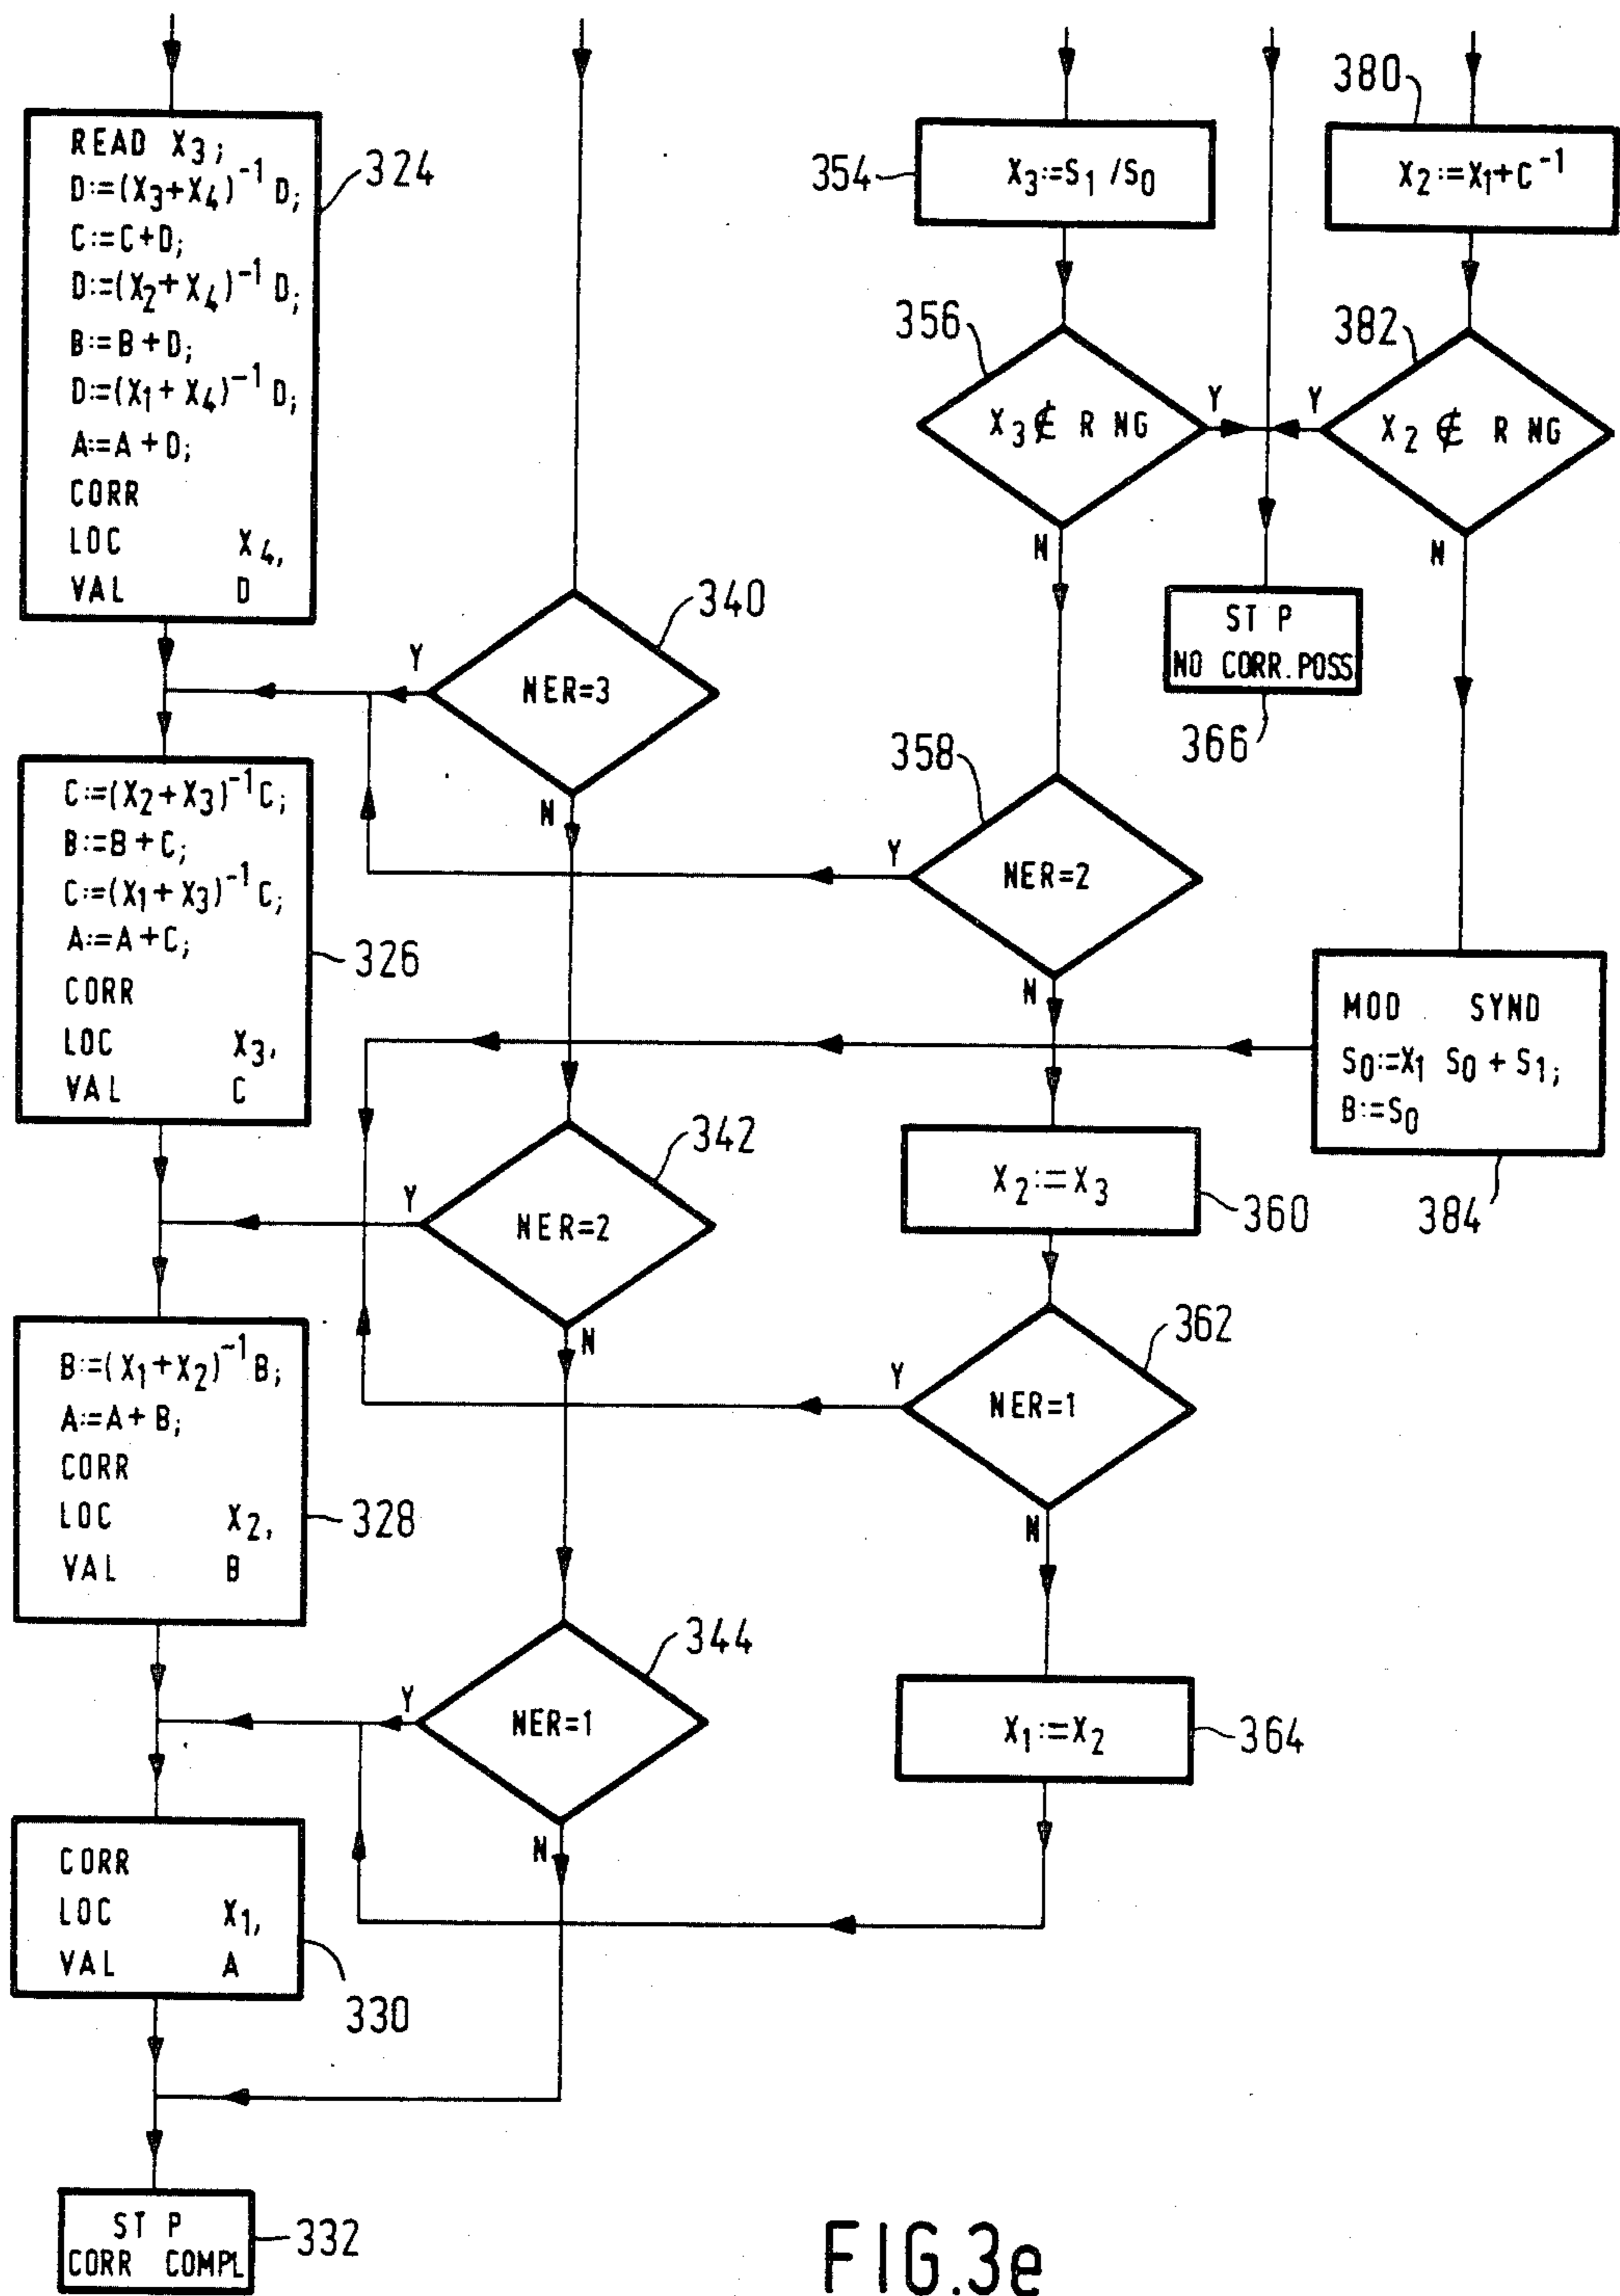 READ X₃;
D:=(X₃+X₄)⁻¹ D;
C:=C+D;
D:=(X₂+X₄)⁻¹ D;
B:=B+D;
D:=(X₁+X₄)⁻¹ D;
A:=A+D;
CORR
LOC X₄,
VAL D
324
C:=(X₂+X₃)⁻¹ C;
B:=B+C;
C:=(X₁+X₃)⁻¹ C;
A:=A+C;
CORR
LOC X₃,
VAL C
326
B:=(X₁+X₂)⁻¹ B;
A:=A+B;
CORR
LOC X₂,
VAL B
328
CORR
LOC X₁,
VAL A
330
ST P
CORR COMPL
332
340
NER=3
Y
N
342
NER=2
Y
N
344
NER=1
Y
N
354
X₃:=S₁/S₀
356
X₃ ∉ R NG
Y
N
358
NER=2
Y
N
X₂:=X₃
360
362
NER=1
Y
N
X₁:=X₂
364
ST P
NO CORR. POSS
366
380
X₂:=X₁+C⁻¹
382
X₂ ∉ R NG
Y
N
MOD SYND
S₀:=X₁ S₀+S₁;
B:=S₀
384
FIG.3e